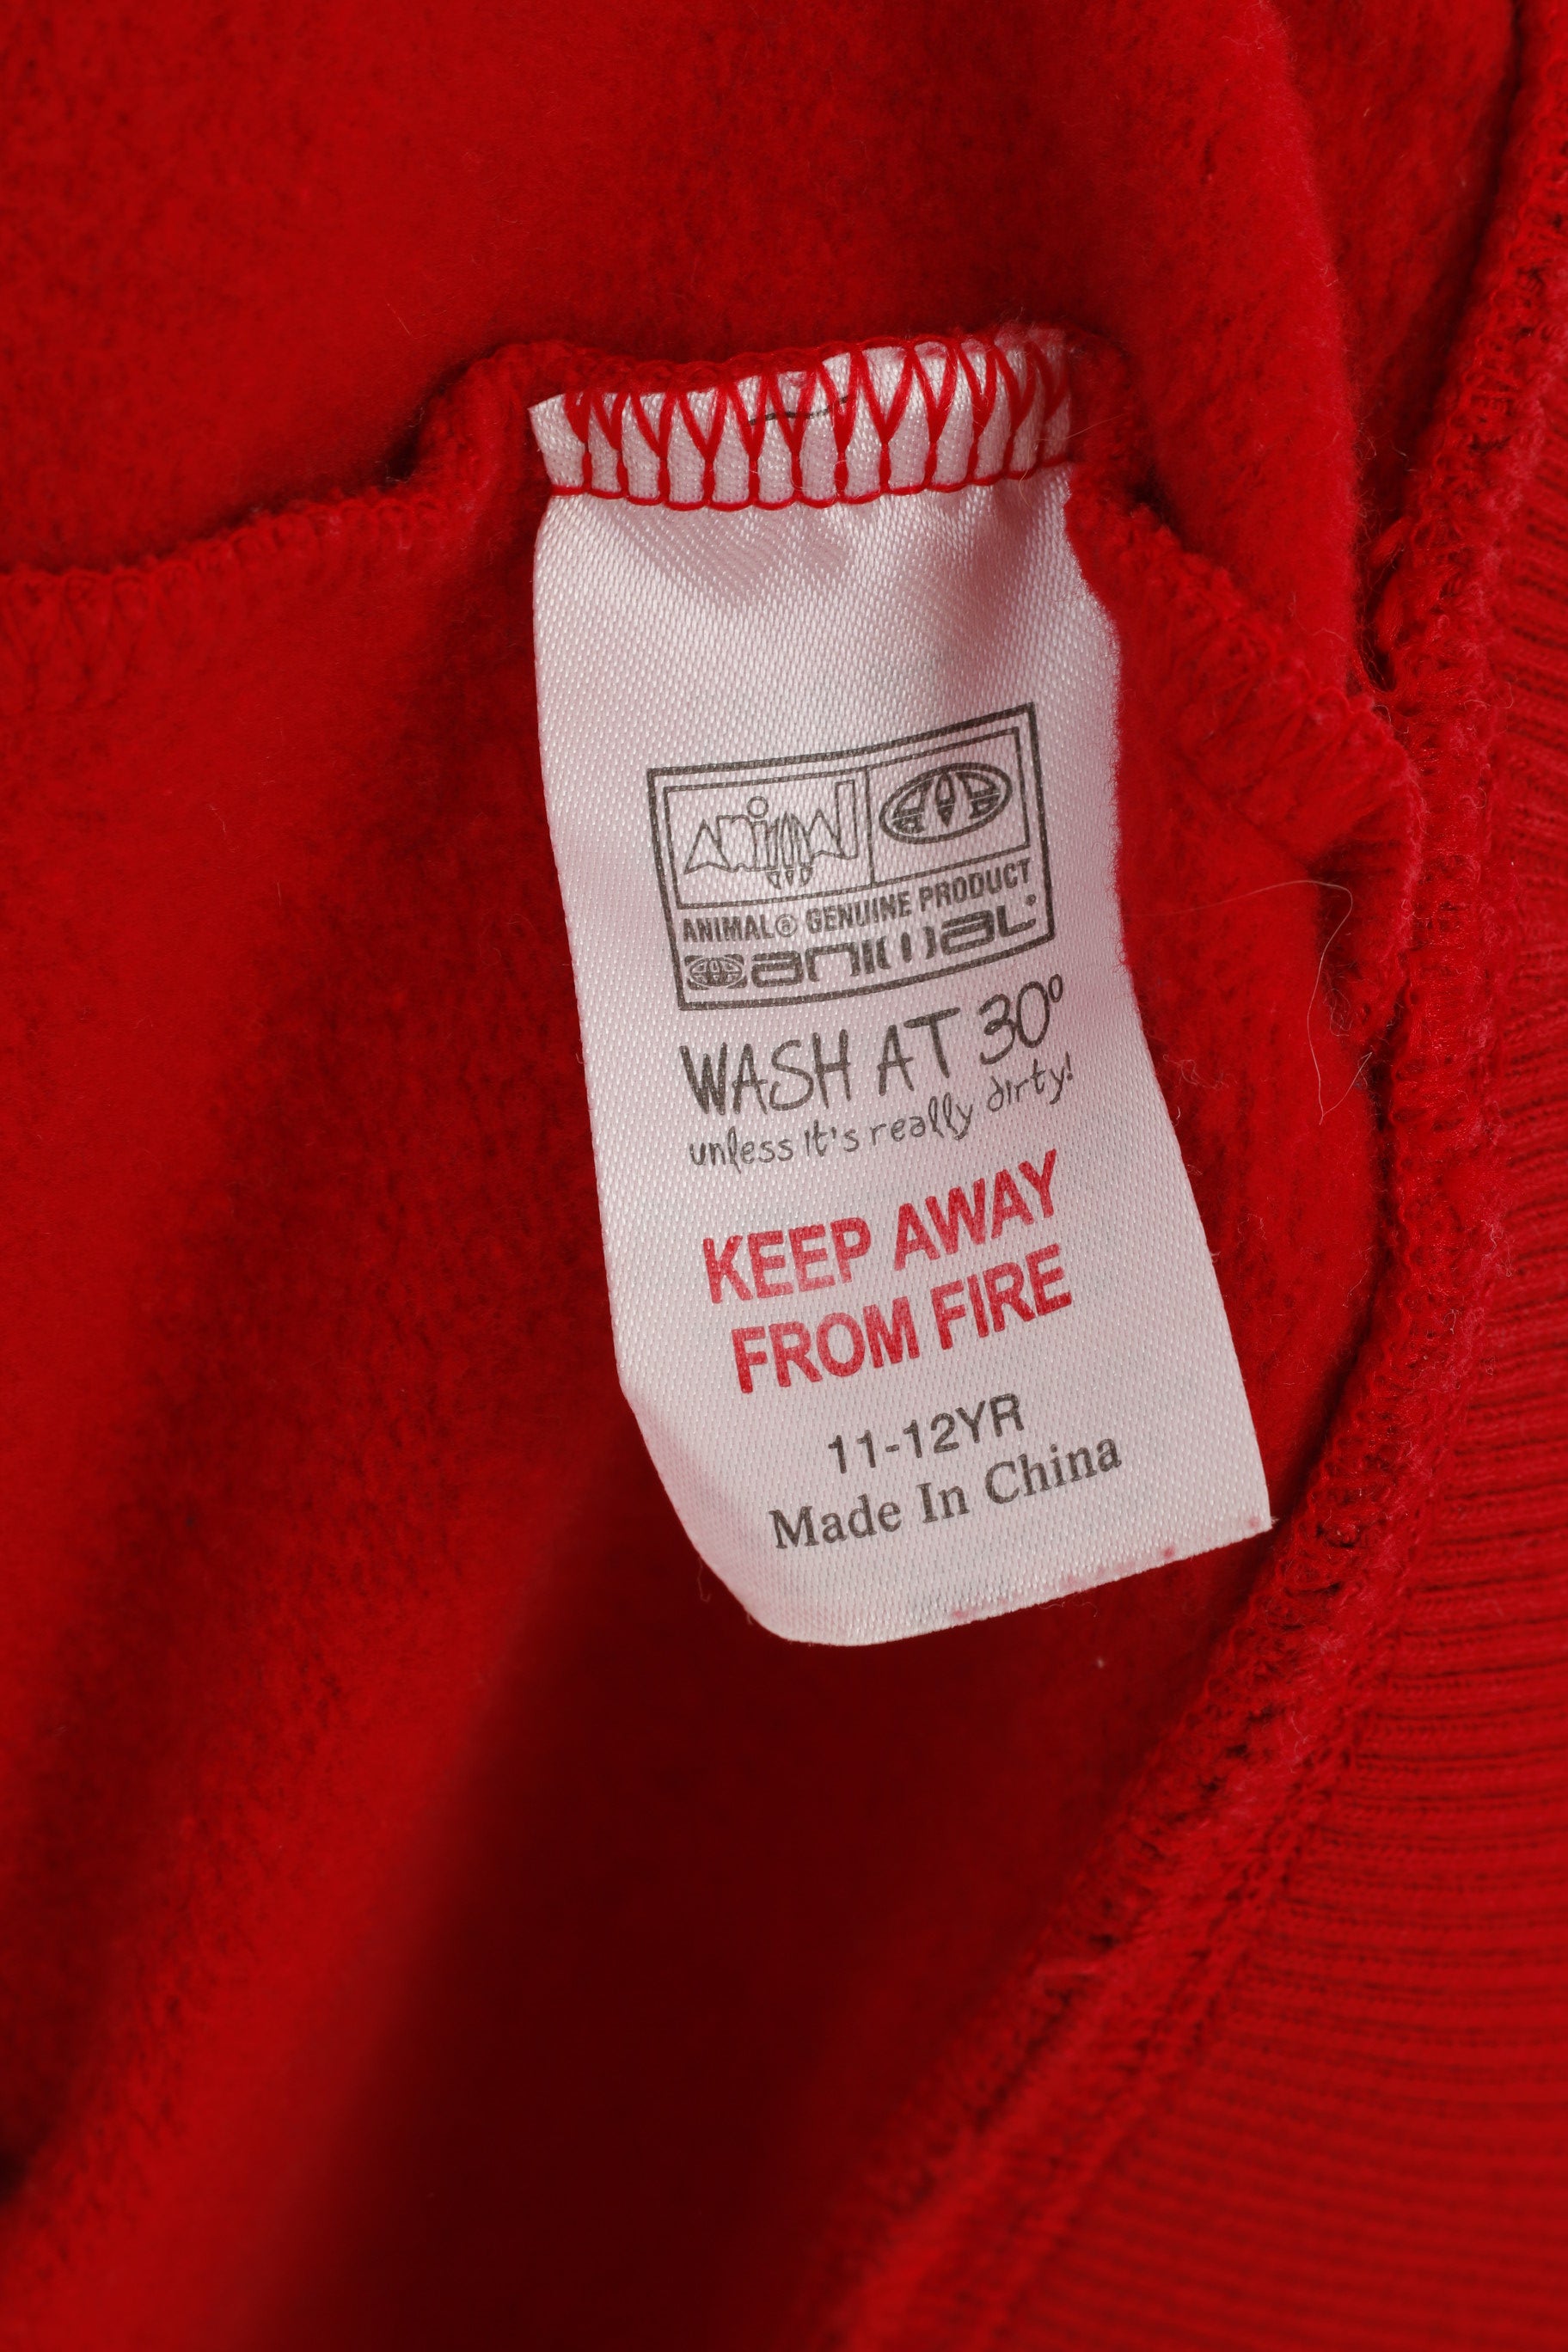 animal
ANIMAL® GENUINE PRODUCT
animal
WASH AT 30°
unless it's really dirty!
KEEP AWAY
FROM FIRE
11-12YR
Made In China